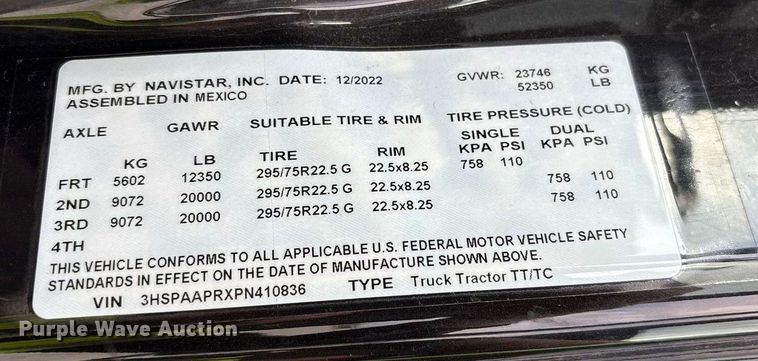 MFG. BY NAVISTAR, INC. DATE: 12/2022 GVWR: 23746 KG
ASSEMBLED IN MEXICO 52350 LB
AXLE GAWR SUITABLE TIRE & RIM TIRE PRESSURE (COLD)
SINGLE DUAL
KG LB TIRE RIM KPA PSI KPA PSI
FRT 5602 12350 295/75R22.5 G 22.5x8.25 758 110
2ND 9072 20000 295/75R22.5 G 22.5x8.25 758 110
3RD 9072 20000 295/75R22.5 G 22.5x8.25 758 110
4TH
THIS VEHICLE CONFORMS TO ALL APPLICABLE U.S. FEDERAL MOTOR VEHICLE SAFETY
STANDARDS IN EFFECT ON THE DATE OF MANUFACTURE SHOWN ABOVE.
VIN 3HSPAAPRXPN410836 TYPE Truck Tractor TT/TC
Purple Wave Auction